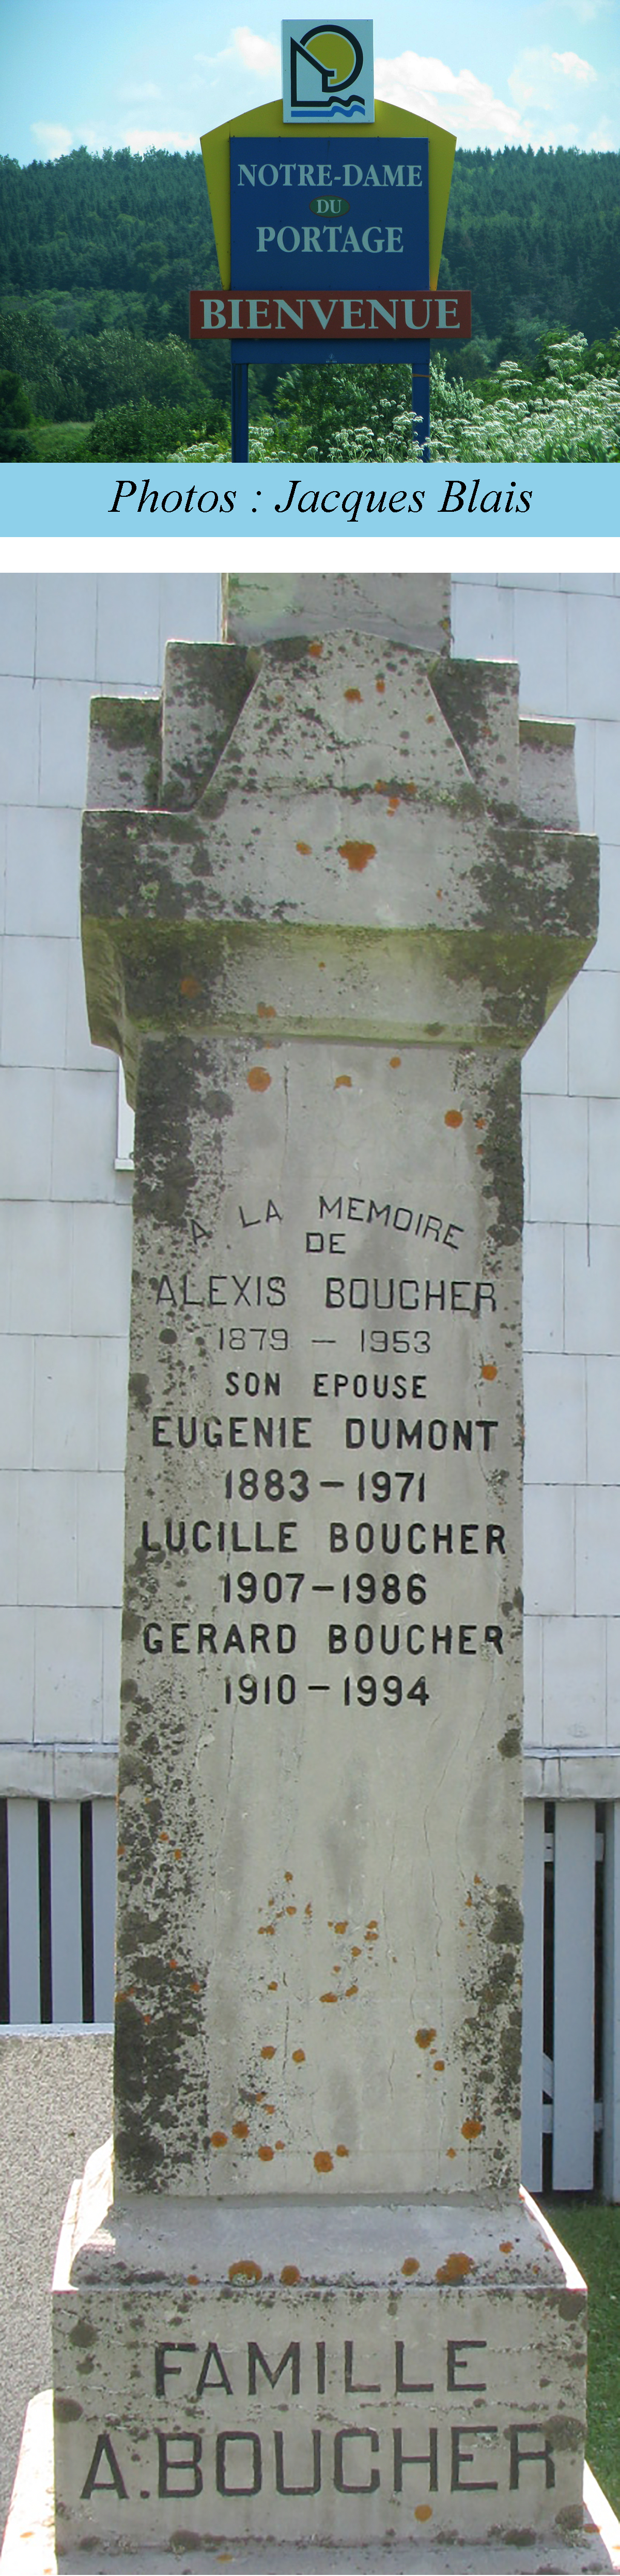 NOTRE-DAME
DU
PORTAGE
BIENVENUE
Photos : Jacques Blais
A LA MEMOIRE
DE
ALEXIS BOUCHER
1879 - 1953
SON EPOUSE
EUGENIE DUMONT
1883-1971
LUCILLE BOUCHER
1907-1986
GERARD BOUCHER
1910-1994
FAMILLE
A.BOUCHER